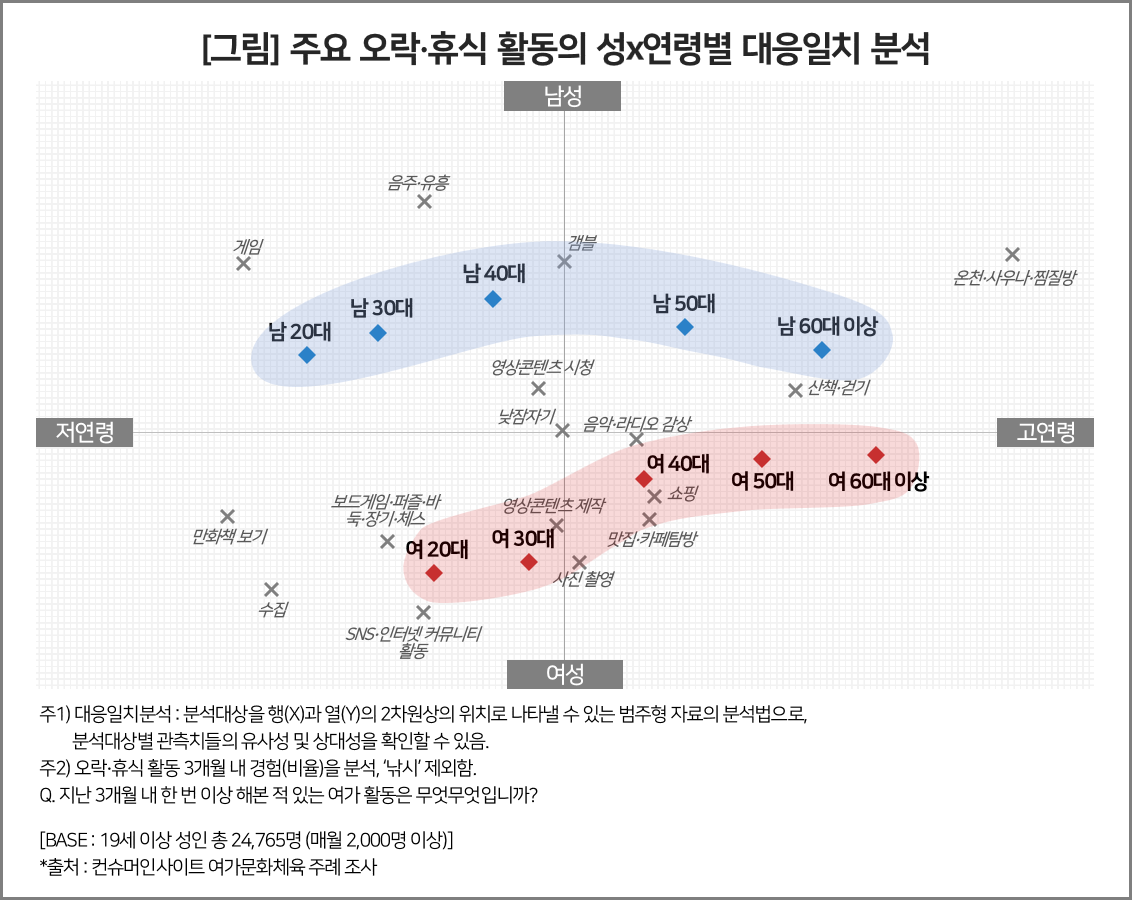 [그림] 주요 오락·휴식 활동의 성x연령별 대응일치 분석
남성
음주·유흥
게임
갬블
온천·사우나·찜질방
남 40대
남 30대
남 50대
남 20대
남 60대 이상
영상콘텐츠 시청
산책·걷기
낮잠자기
음악·라디오 감상
저연령
고연령
여 40대
여 50대
여 60대 이상
쇼핑
보드게임·퍼즐·바
둑·장기·체스
영상콘텐츠 제작
만화책 보기
여 20대
여 30대
맛집·카페탐방
사진 촬영
수집
SNS·인터넷 커뮤니티
활동
여성
주1) 대응일치분석 : 분석대상을 행(X)과 열(Y)의 2차원상의 위치로 나타낼 수 있는 범주형 자료의 분석법으로,
분석대상별 관측치들의 유사성 및 상대성을 확인할 수 있음.
주2) 오락·휴식 활동 3개월 내 경험(비율)을 분석, ‘낚시’ 제외함.
Q. 지난 3개월 내 한 번 이상 해본 적 있는 여가 활동은 무엇무엇입니까?
[BASE : 19세 이상 성인 총 24,765명 (매월 2,000명 이상)]
*출처 : 컨슈머인사이트 여가문화체육 주례 조사